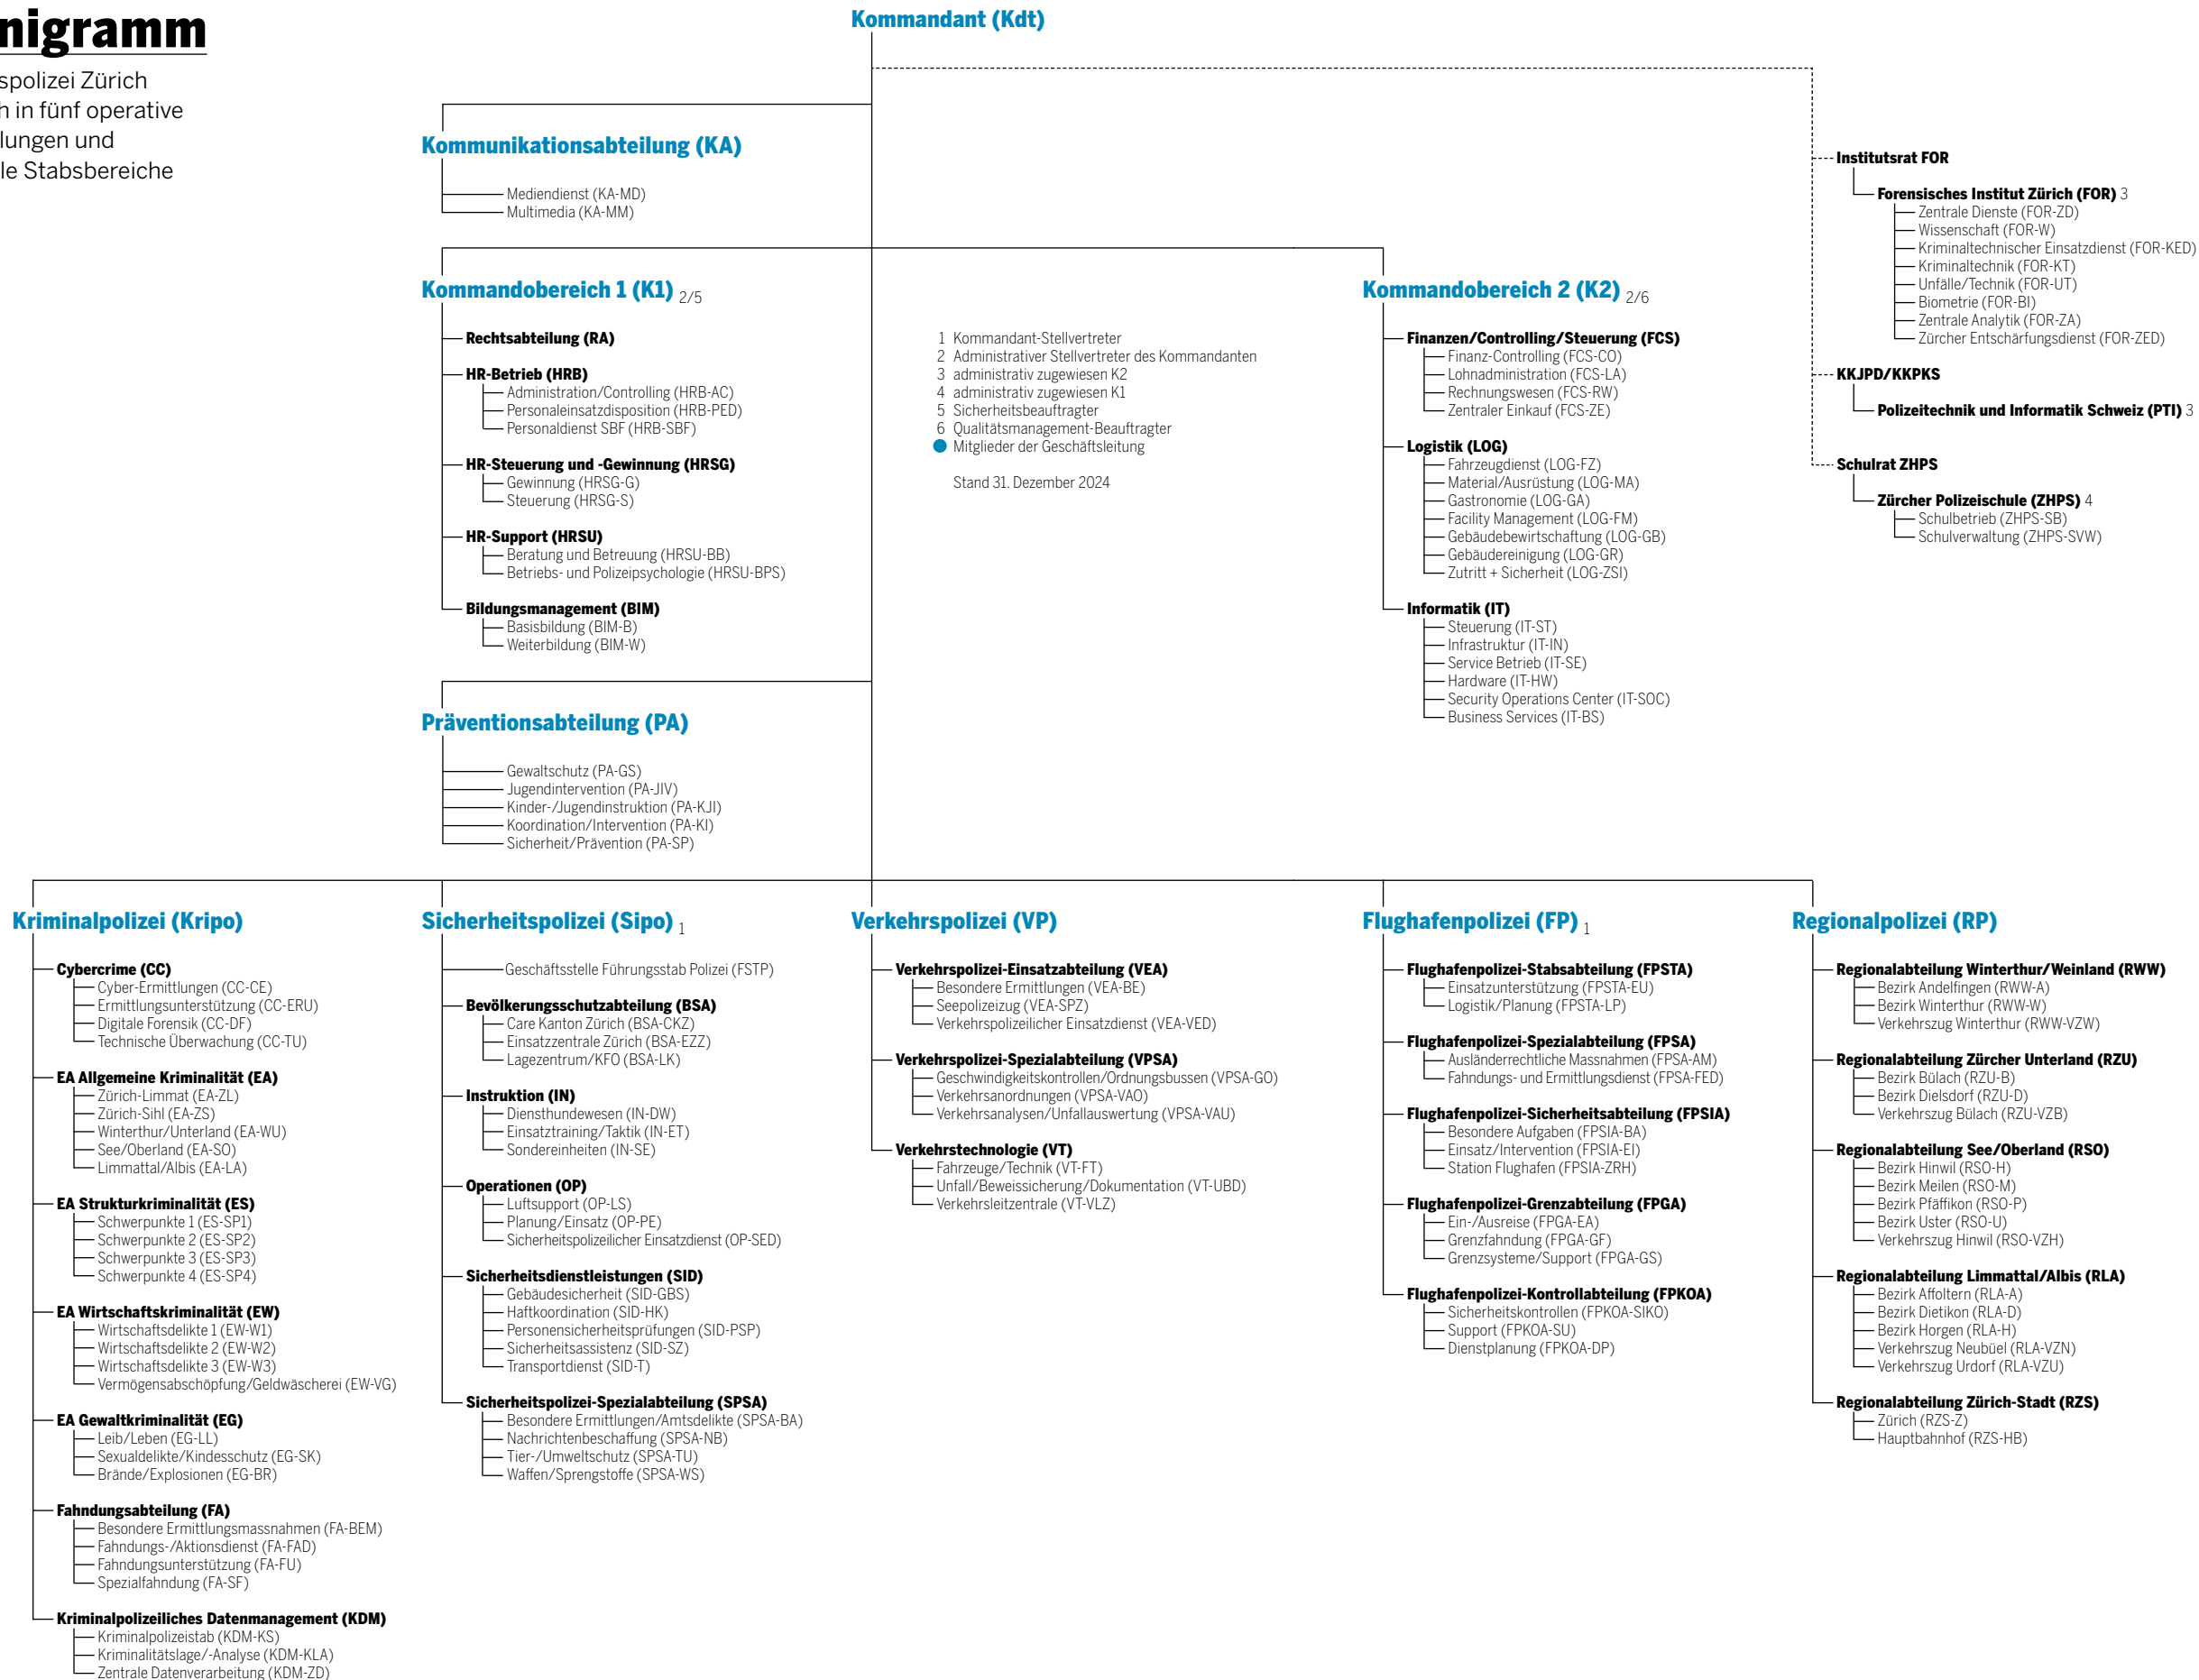 nigramm
spolizei Zürich
h in fünf operative
lungen und
le Stabsbereiche
Kommandant (Kdt)
Kommunikationsabteilung (KA)
Mediendienst (KA-MD)
Multimedia (KA-MM)
Institutsrat FOR
Forensisches Institut Zürich (FOR) 3
Zentrale Dienste (FOR-ZD)
Wissenschaft (FOR-W)
Kriminaltechnischer Einsatzdienst (FOR-KED)
Kriminaltechnik (FOR-KT)
Unfälle/Technik (FOR-UT)
Biometrie (FOR-BI)
Zentrale Analytik (FOR-ZA)
Zürcher Entschärfungsdienst (FOR-ZED)
KKJPD/KKPKS
Polizeitechnik und Informatik Schweiz (PTI) 3
Schulrat ZHPS
Zürcher Polizeischule (ZHPS) 4
Schulbetrieb (ZHPS-SB)
Schulverwaltung (ZHPS-SVW)
Kommandobereich 1 (K1) 2/5
Rechtsabteilung (RA)
HR-Betrieb (HRB)
Administration/Controlling (HRB-AC)
Personaleinsatzdisposition (HRB-PED)
Personaldienst SBF (HRB-SBF)
HR-Steuerung und -Gewinnung (HRSG)
Gewinnung (HRSG-G)
Steuerung (HRSG-S)
HR-Support (HRSU)
Beratung und Betreuung (HRSU-BB)
Betriebs- und Polizeipsychologie (HRSU-BPS)
Bildungsmanagement (BIM)
Basisbildung (BIM-B)
Weiterbildung (BIM-W)
1 Kommandant-Stellvertreter
2 Administrativer Stellvertreter des Kommandanten
3 administrativ zugewiesen K2
4 administrativ zugewiesen K1
5 Sicherheitsbeauftragter
6 Qualitätsmanagement-Beauftragter
Mitglieder der Geschäftsleitung
Stand 31. Dezember 2024
Kommandobereich 2 (K2) 2/6
Finanzen/Controlling/Steuerung (FCS)
Finanz-Controlling (FCS-CO)
Lohnadministration (FCS-LA)
Rechnungswesen (FCS-RW)
Zentraler Einkauf (FCS-ZE)
Logistik (LOG)
Fahrzeugdienst (LOG-FZ)
Material/Ausrüstung (LOG-MA)
Gastronomie (LOG-GA)
Facility Management (LOG-FM)
Gebäudebewirtschaftung (LOG-GB)
Gebäudereinigung (LOG-GR)
Zutritt + Sicherheit (LOG-ZSI)
Informatik (IT)
Steuerung (IT-ST)
Infrastruktur (IT-IN)
Service Betrieb (IT-SE)
Hardware (IT-HW)
Security Operations Center (IT-SOC)
Business Services (IT-BS)
Präventionsabteilung (PA)
Gewaltschutz (PA-GS)
Jugendintervention (PA-JIV)
Kinder-/Jugendinstruktion (PA-KJI)
Koordination/Intervention (PA-KI)
Sicherheit/Prävention (PA-SP)
Kriminalpolizei (Kripo)
Cybercrime (CC)
Cyber-Ermittlungen (CC-CE)
Ermittlungsunterstützung (CC-ERU)
Digitale Forensik (CC-DF)
Technische Überwachung (CC-TU)
EA Allgemeine Kriminalität (EA)
Zürich-Limmat (EA-ZL)
Zürich-Sihl (EA-ZS)
Winterthur/Unterland (EA-WU)
See/Oberland (EA-SO)
Limmattal/Albis (EA-LA)
EA Strukturkriminalität (ES)
Schwerpunkte 1 (ES-SP1)
Schwerpunkte 2 (ES-SP2)
Schwerpunkte 3 (ES-SP3)
Schwerpunkte 4 (ES-SP4)
EA Wirtschaftskriminalität (EW)
Wirtschaftsdelikte 1 (EW-W1)
Wirtschaftsdelikte 2 (EW-W2)
Wirtschaftsdelikte 3 (EW-W3)
Vermögensabschöpfung/Geldwäscherei (EW-VG)
EA Gewaltkriminalität (EG)
Leib/Leben (EG-LL)
Sexualdelikte/Kindesschutz (EG-SK)
Brände/Explosionen (EG-BR)
Fahndungsabteilung (FA)
Besondere Ermittlungsmassnahmen (FA-BEM)
Fahndungs-/Aktionsdienst (FA-FAD)
Fahndungsunterstützung (FA-FU)
Spezialfahndung (FA-SF)
Kriminalpolizeiliches Datenmanagement (KDM)
Kriminalpolizeistab (KDM-KS)
Kriminalitätslage/-Analyse (KDM-KLA)
Zentrale Datenverarbeitung (KDM-ZD)
Sicherheitspolizei (Sipo) 1
Geschäftsstelle Führungsstab Polizei (FSTP)
Bevölkerungsschutzabteilung (BSA)
Care Kanton Zürich (BSA-CKZ)
Einsatzzentrale Zürich (BSA-EZZ)
Lagezentrum/KFO (BSA-LK)
Instruktion (IN)
Diensthundewesen (IN-DW)
Einsatztraining/Taktik (IN-ET)
Sondereinheiten (IN-SE)
Operationen (OP)
Luftsupport (OP-LS)
Planung/Einsatz (OP-PE)
Sicherheitspolizeilicher Einsatzdienst (OP-SED)
Sicherheitsdienstleistungen (SID)
Gebäudesicherheit (SID-GBS)
Haftkoordination (SID-HK)
Personensicherheitsprüfungen (SID-PSP)
Sicherheitsassistenz (SID-SZ)
Transportdienst (SID-T)
Sicherheitspolizei-Spezialabteilung (SPSA)
Besondere Ermittlungen/Amtsdelikte (SPSA-BA)
Nachrichtenbeschaffung (SPSA-NB)
Tier-/Umweltschutz (SPSA-TU)
Waffen/Sprengstoffe (SPSA-WS)
Verkehrspolizei (VP)
Verkehrspolizei-Einsatzabteilung (VEA)
Besondere Ermittlungen (VEA-BE)
Seepolizeizug (VEA-SPZ)
Verkehrspolizeilicher Einsatzdienst (VEA-VED)
Verkehrspolizei-Spezialabteilung (VPSA)
Geschwindigkeitskontrollen/Ordnungsbussen (VPSA-GO)
Verkehrsanordnungen (VPSA-VAO)
Verkehrsanalysen/Unfallauswertung (VPSA-VAU)
Verkehrstechnologie (VT)
Fahrzeuge/Technik (VT-FT)
Unfall/Beweissicherung/Dokumentation (VT-UBD)
Verkehrsleitzentrale (VT-VLZ)
Flughafenpolizei (FP) 1
Flughafenpolizei-Stabsabteilung (FPSTA)
Einsatzunterstützung (FPSTA-EU)
Logistik/Planung (FPSTA-LP)
Flughafenpolizei-Spezialabteilung (FPSA)
Ausländerrechtliche Massnahmen (FPSA-AM)
Fahndungs- und Ermittlungsdienst (FPSA-FED)
Flughafenpolizei-Sicherheitsabteilung (FPSIA)
Besondere Aufgaben (FPSIA-BA)
Einsatz/Intervention (FPSIA-EI)
Station Flughafen (FPSIA-ZRH)
Flughafenpolizei-Grenzabteilung (FPGA)
Ein-/Ausreise (FPGA-EA)
Grenzfahndung (FPGA-GF)
Grenzsysteme/Support (FPGA-GS)
Flughafenpolizei-Kontrollabteilung (FPKOA)
Sicherheitskontrollen (FPKOA-SIKO)
Support (FPKOA-SU)
Dienstplanung (FPKOA-DP)
Regionalpolizei (RP)
Regionalabteilung Winterthur/Weinland (RWW)
Bezirk Andelfingen (RWW-A)
Bezirk Winterthur (RWW-W)
Verkehrszug Winterthur (RWW-VZW)
Regionalabteilung Zürcher Unterland (RZU)
Bezirk Bülach (RZU-B)
Bezirk Dielsdorf (RZU-D)
Verkehrszug Bülach (RZU-VZB)
Regionalabteilung See/Oberland (RSO)
Bezirk Hinwil (RSO-H)
Bezirk Meilen (RSO-M)
Bezirk Pfäffikon (RSO-P)
Bezirk Uster (RSO-U)
Verkehrszug Hinwil (RSO-VZH)
Regionalabteilung Limmattal/Albis (RLA)
Bezirk Affoltern (RLA-A)
Bezirk Dietikon (RLA-D)
Bezirk Horgen (RLA-H)
Verkehrszug Neubüel (RLA-VZN)
Verkehrszug Urdorf (RLA-VZU)
Regionalabteilung Zürich-Stadt (RZS)
Zürich (RZS-Z)
Hauptbahnhof (RZS-HB)